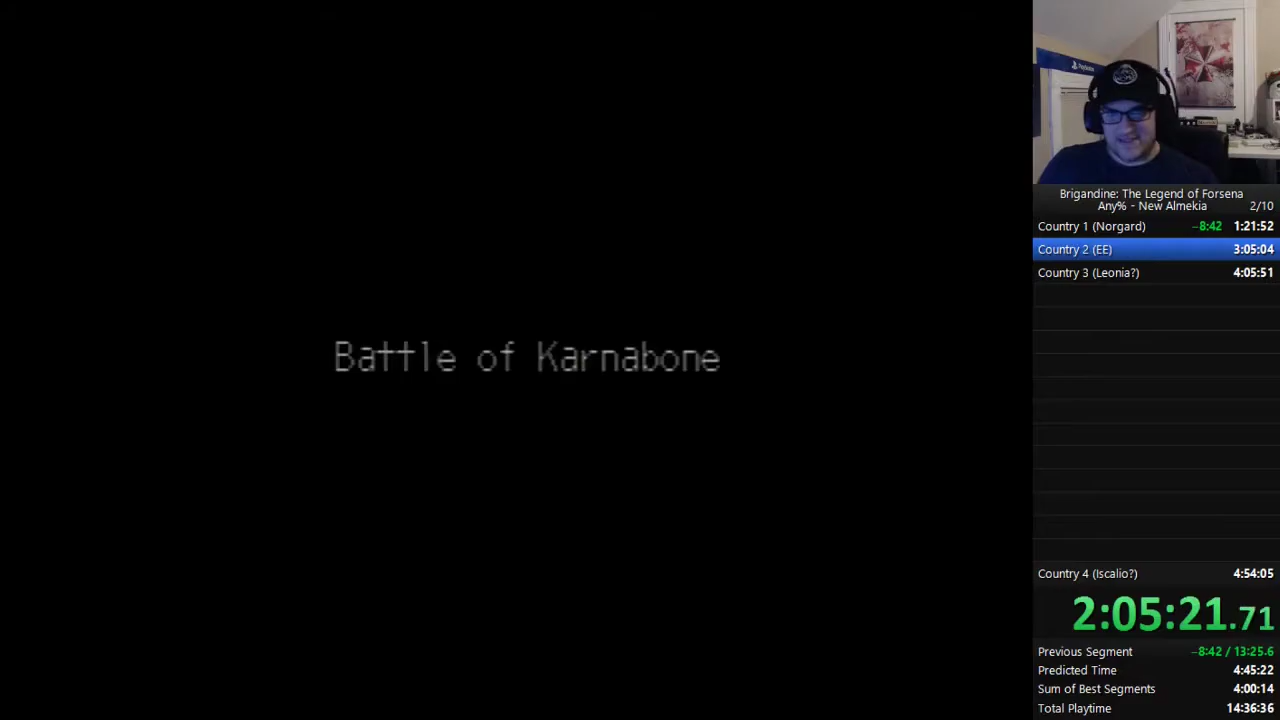 Battle of Karnabone
Brigandine: The Legend of Forsena
Any% - New Almekia 2/10
Country 1 (Norgard) -8:42 1:21:52
Country 2 (EE) 3:05:04
Country 3 (Leonia?) 4:05:51
Country 4 (Iscalio?) 4:54:05
2:05:21.71
Previous Segment -8:42 / 13:25.6
Predicted Time 4:45:22
Sum of Best Segments 4:00:14
Total Playtime 14:36:36